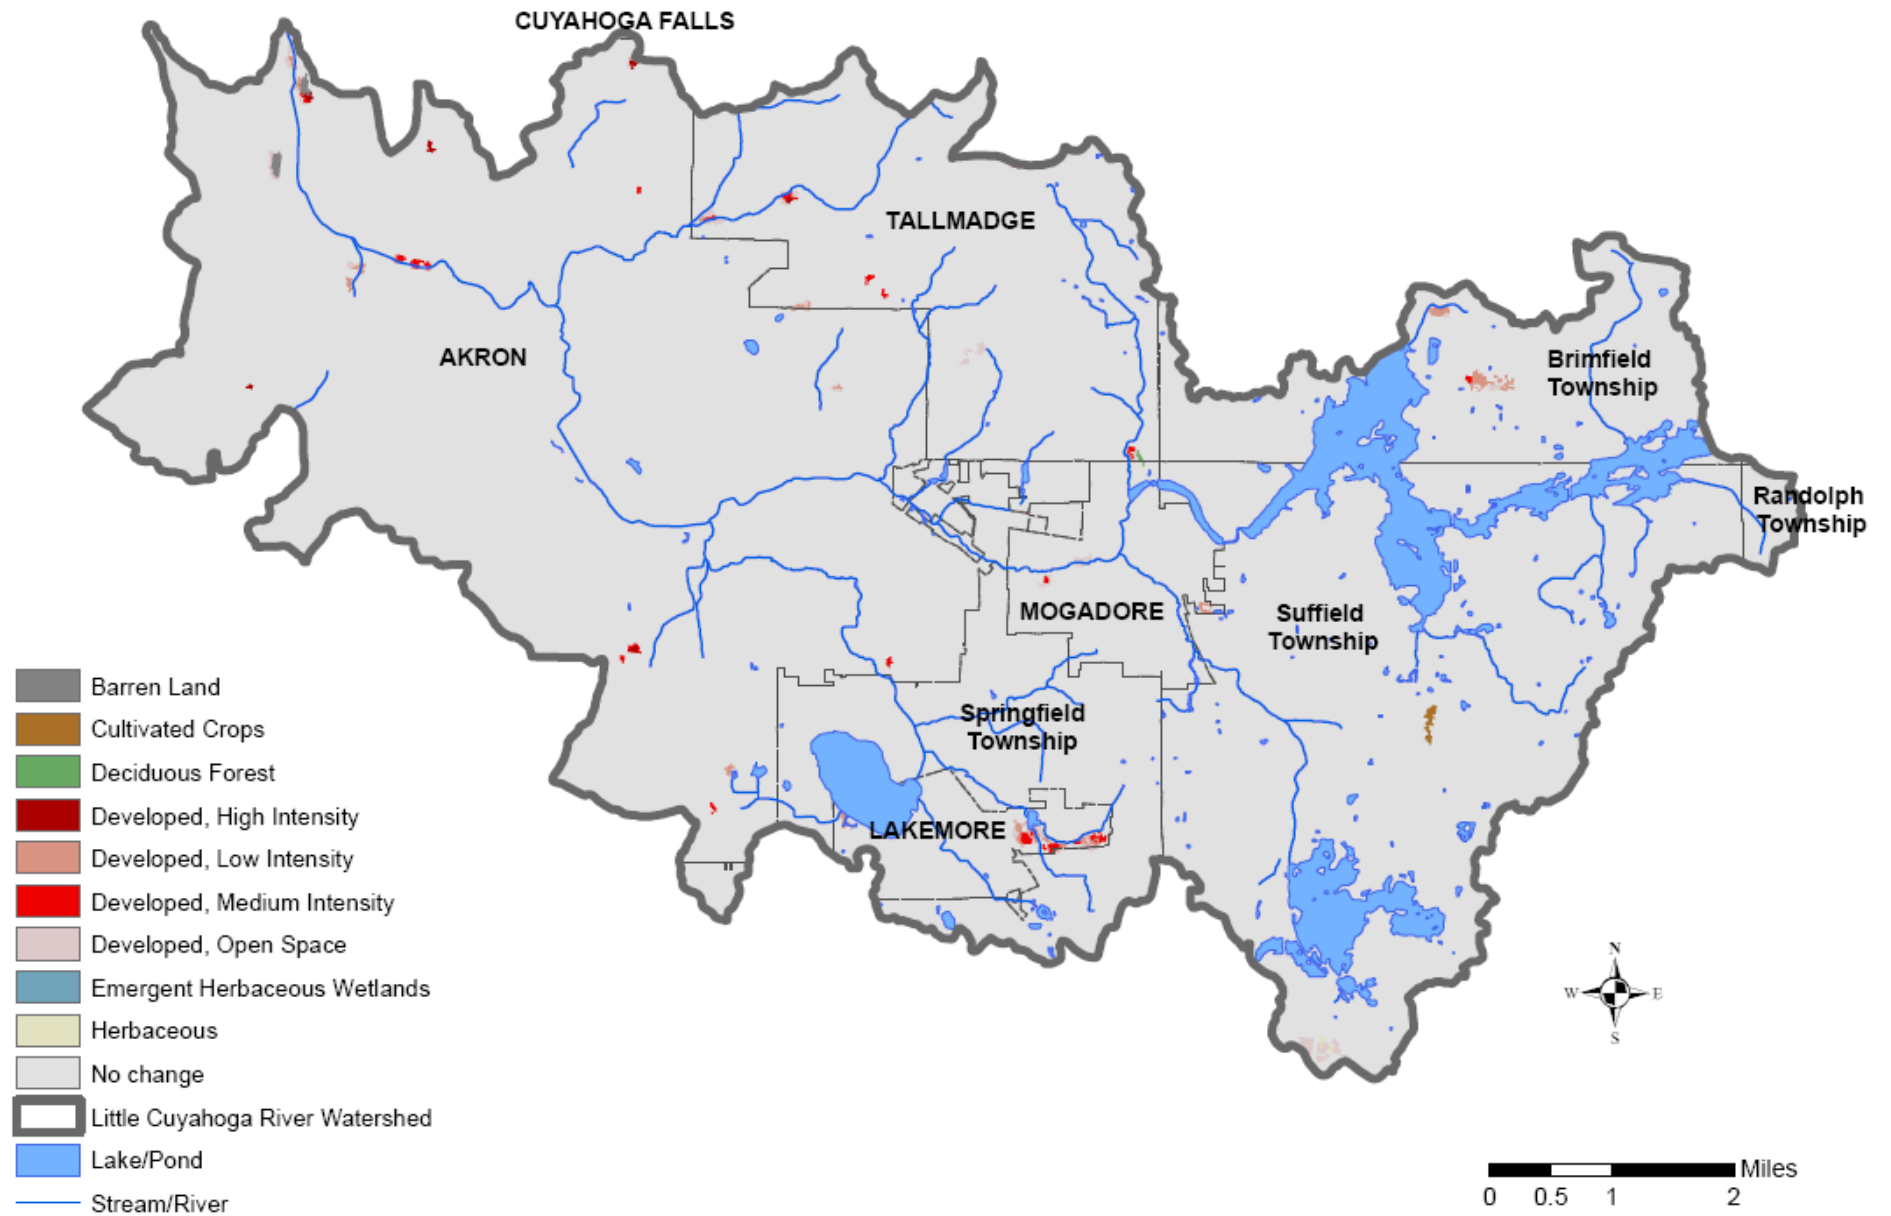 CUYAHOGA FALLS
TALLMADGE
AKRON
Brimfield
Township
Randolph
Township
MOGADORE
Suffield
Township
Springfield
Township
LAKEMORE
Barren Land
Cultivated Crops
Deciduous Forest
Developed, High Intensity
Developed, Low Intensity
Developed, Medium Intensity
Developed, Open Space
Emergent Herbaceous Wetlands
Herbaceous
No change
Little Cuyahoga River Watershed
Lake/Pond
Stream/River
N
W E
S
Miles
0 0.5 1 2